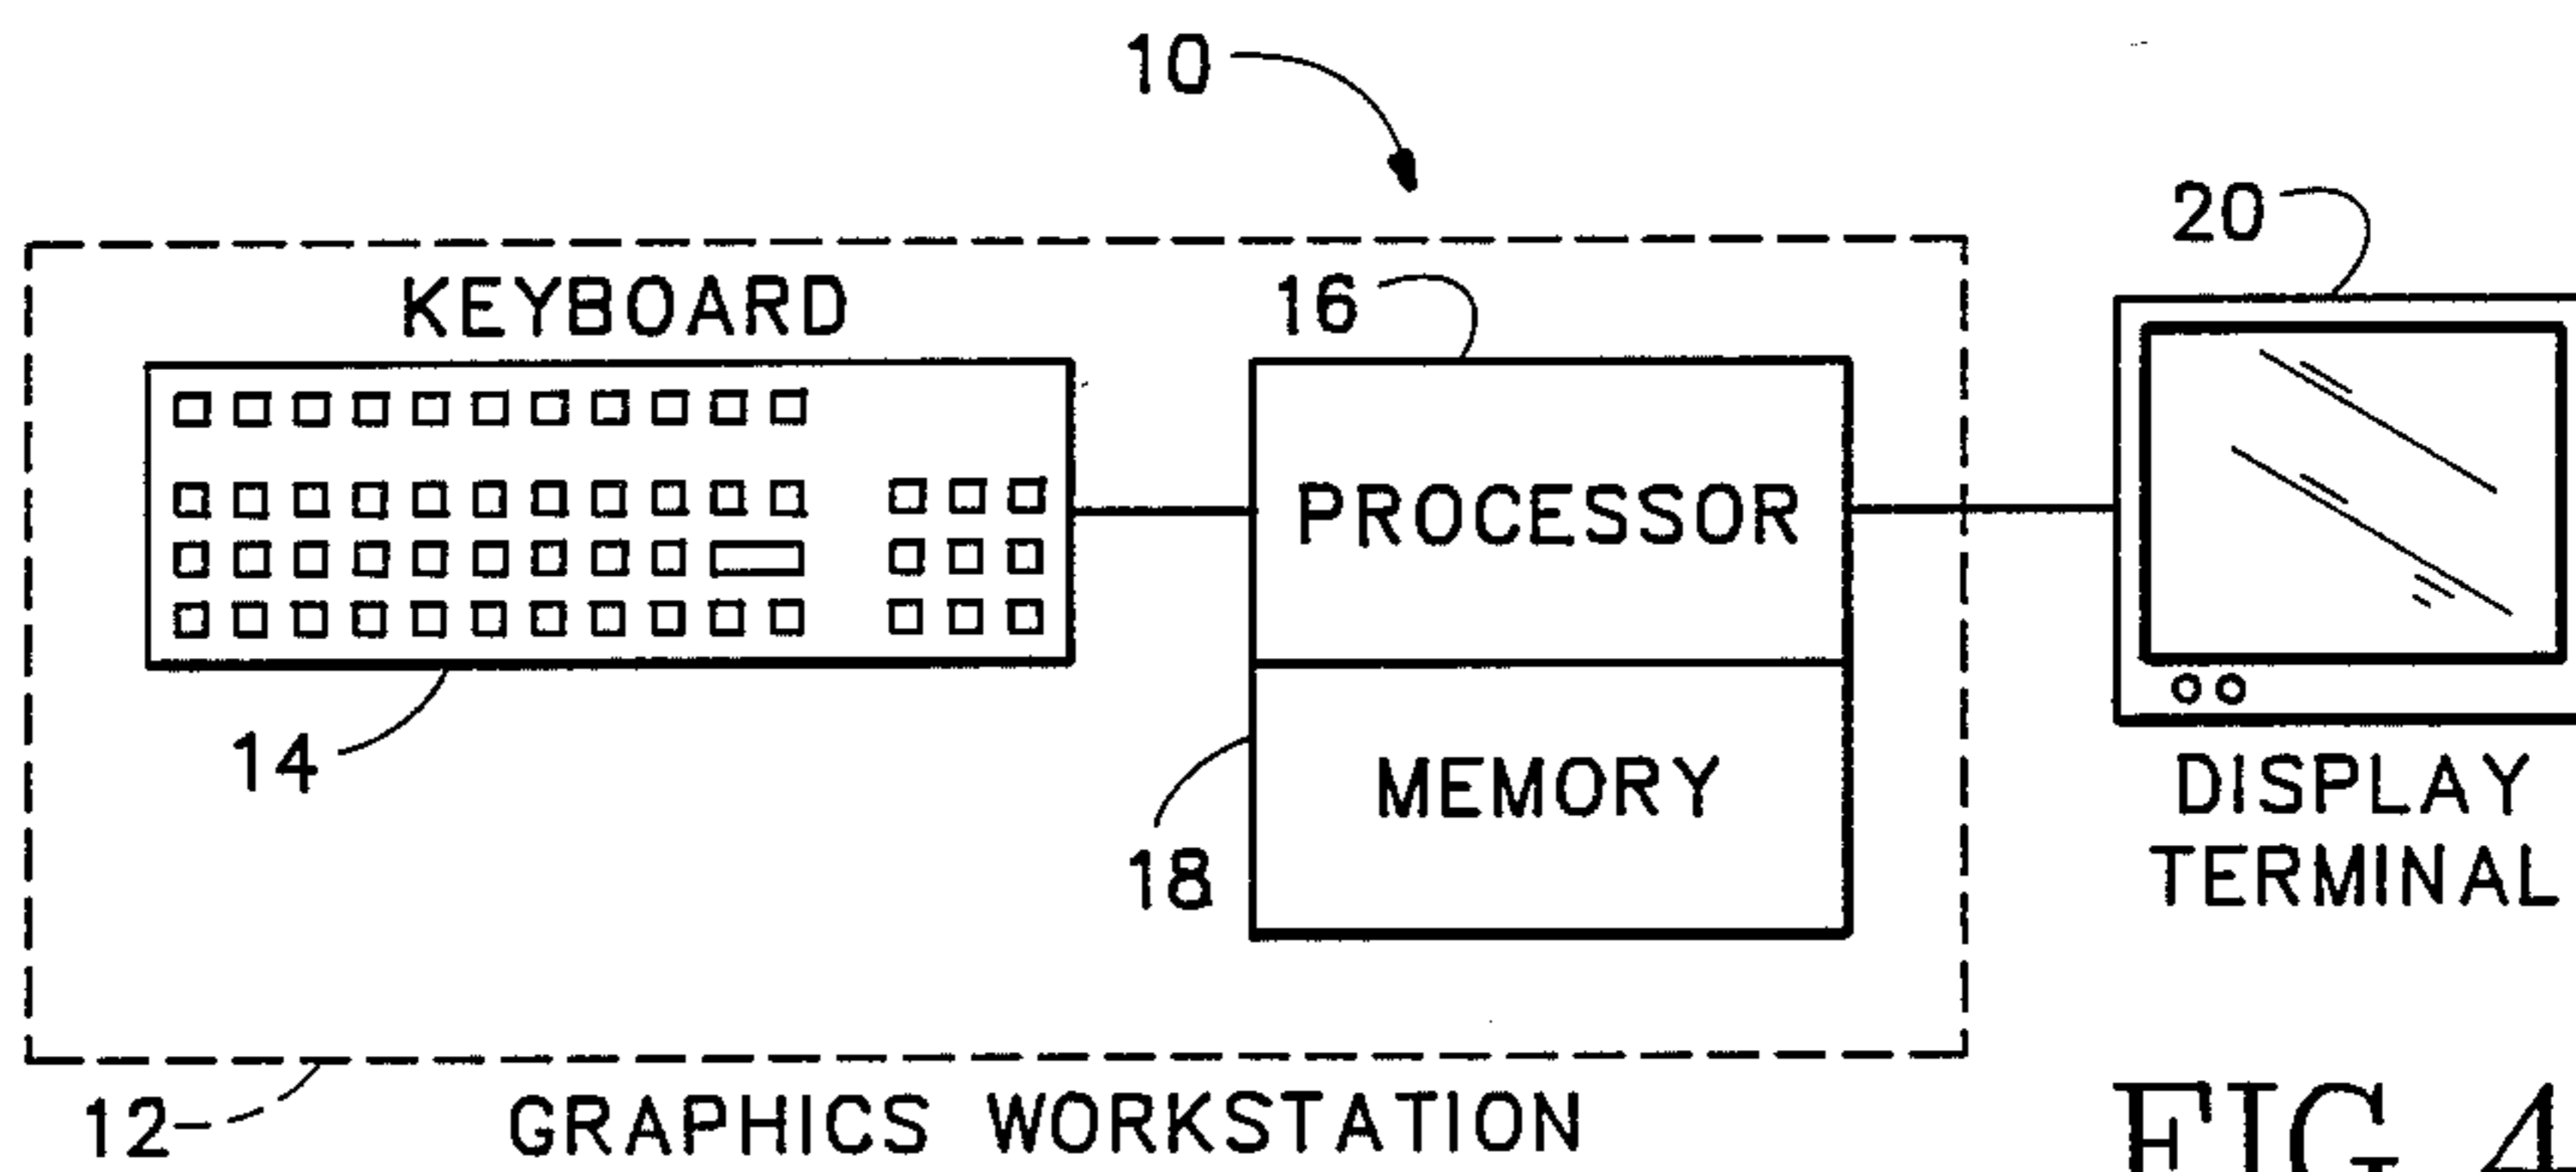 10
20
KEYBOARD
16
PROCESSOR
14
MEMORY
18
DISPLAY
TERMINAL
12
GRAPHICS WORKSTATION
FIG 4